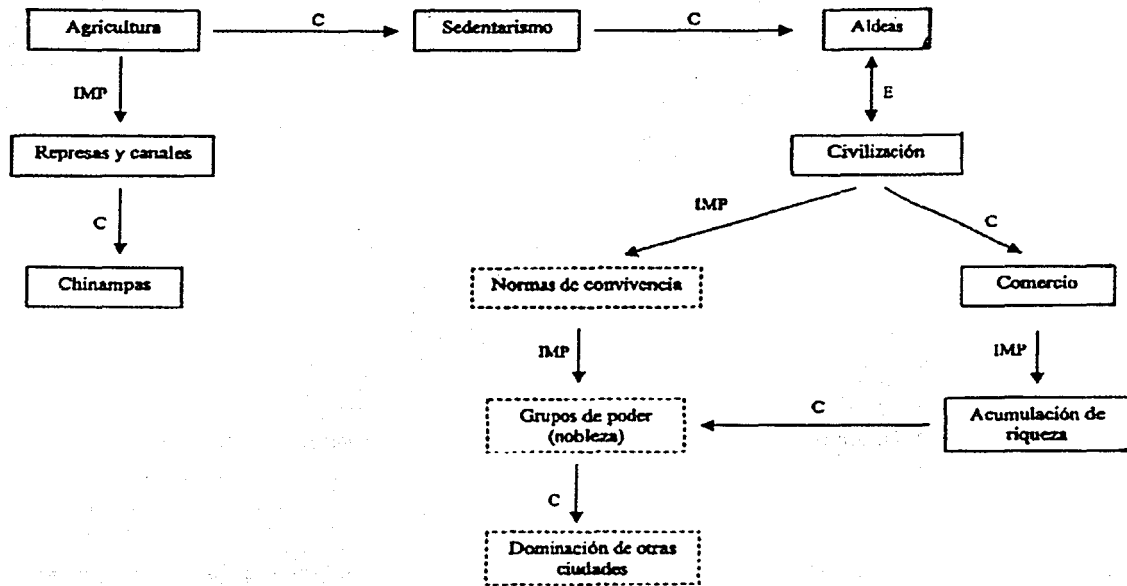 C
C
Agricultura
Sedentarismo
Aldeas
IMP
E
Represas y canales
Civilización
IMP
C
C
Chinampas
Normas de convivencia
Comercio
IMP
IMP
C
Grupos de poder
(nobleza)
Acumulación de
riqueza
C
Dominación de otras
ciudades